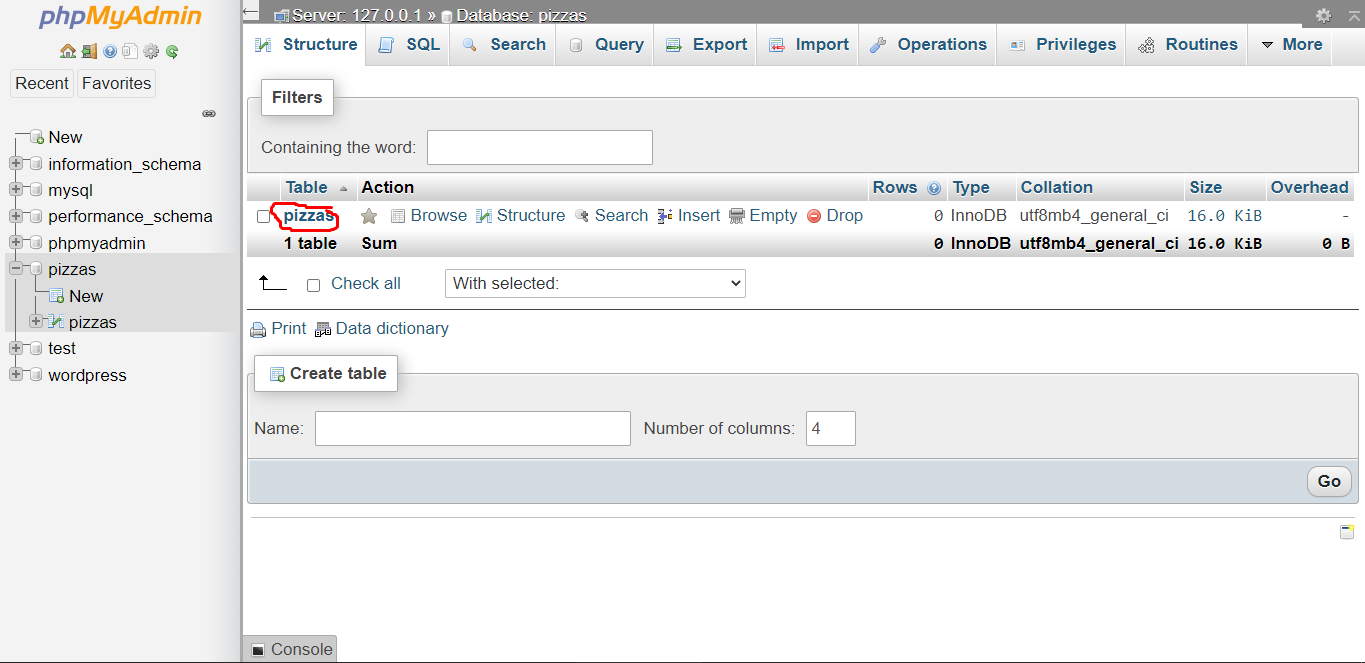 phpMyAdmin
Recent Favorites
New
information_schema
mysql
performance_schema
phpmyadmin
pizzas
New
pizzas
test
wordpress
Server: 127.0.0.1 » Database: pizzas
Structure SQL Search Query Export Import Operations Privileges Routines More
Filters
Containing the word:
Table Action Rows Type Collation Size Overhead
pizzas Browse Structure Search Insert Empty Drop 0 InnoDB utf8mb4_general_ci 16.0 KiB -
1 table Sum 0 InnoDB utf8mb4_general_ci 16.0 KiB 0 B
Check all With selected:
Print Data dictionary
Create table
Name: Number of columns: 4
Go
Console